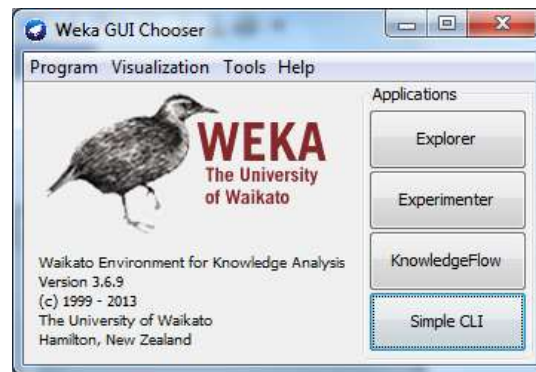 Weka GUI Chooser
Program Visualization Tools Help
WEKA
The University
of Waikato
Waikato Environment for Knowledge Analysis
Version 3.6.9
(c) 1999 - 2013
The University of Waikato
Hamilton, New Zealand
Applications
Explorer
Experimenter
KnowledgeFlow
Simple CLI